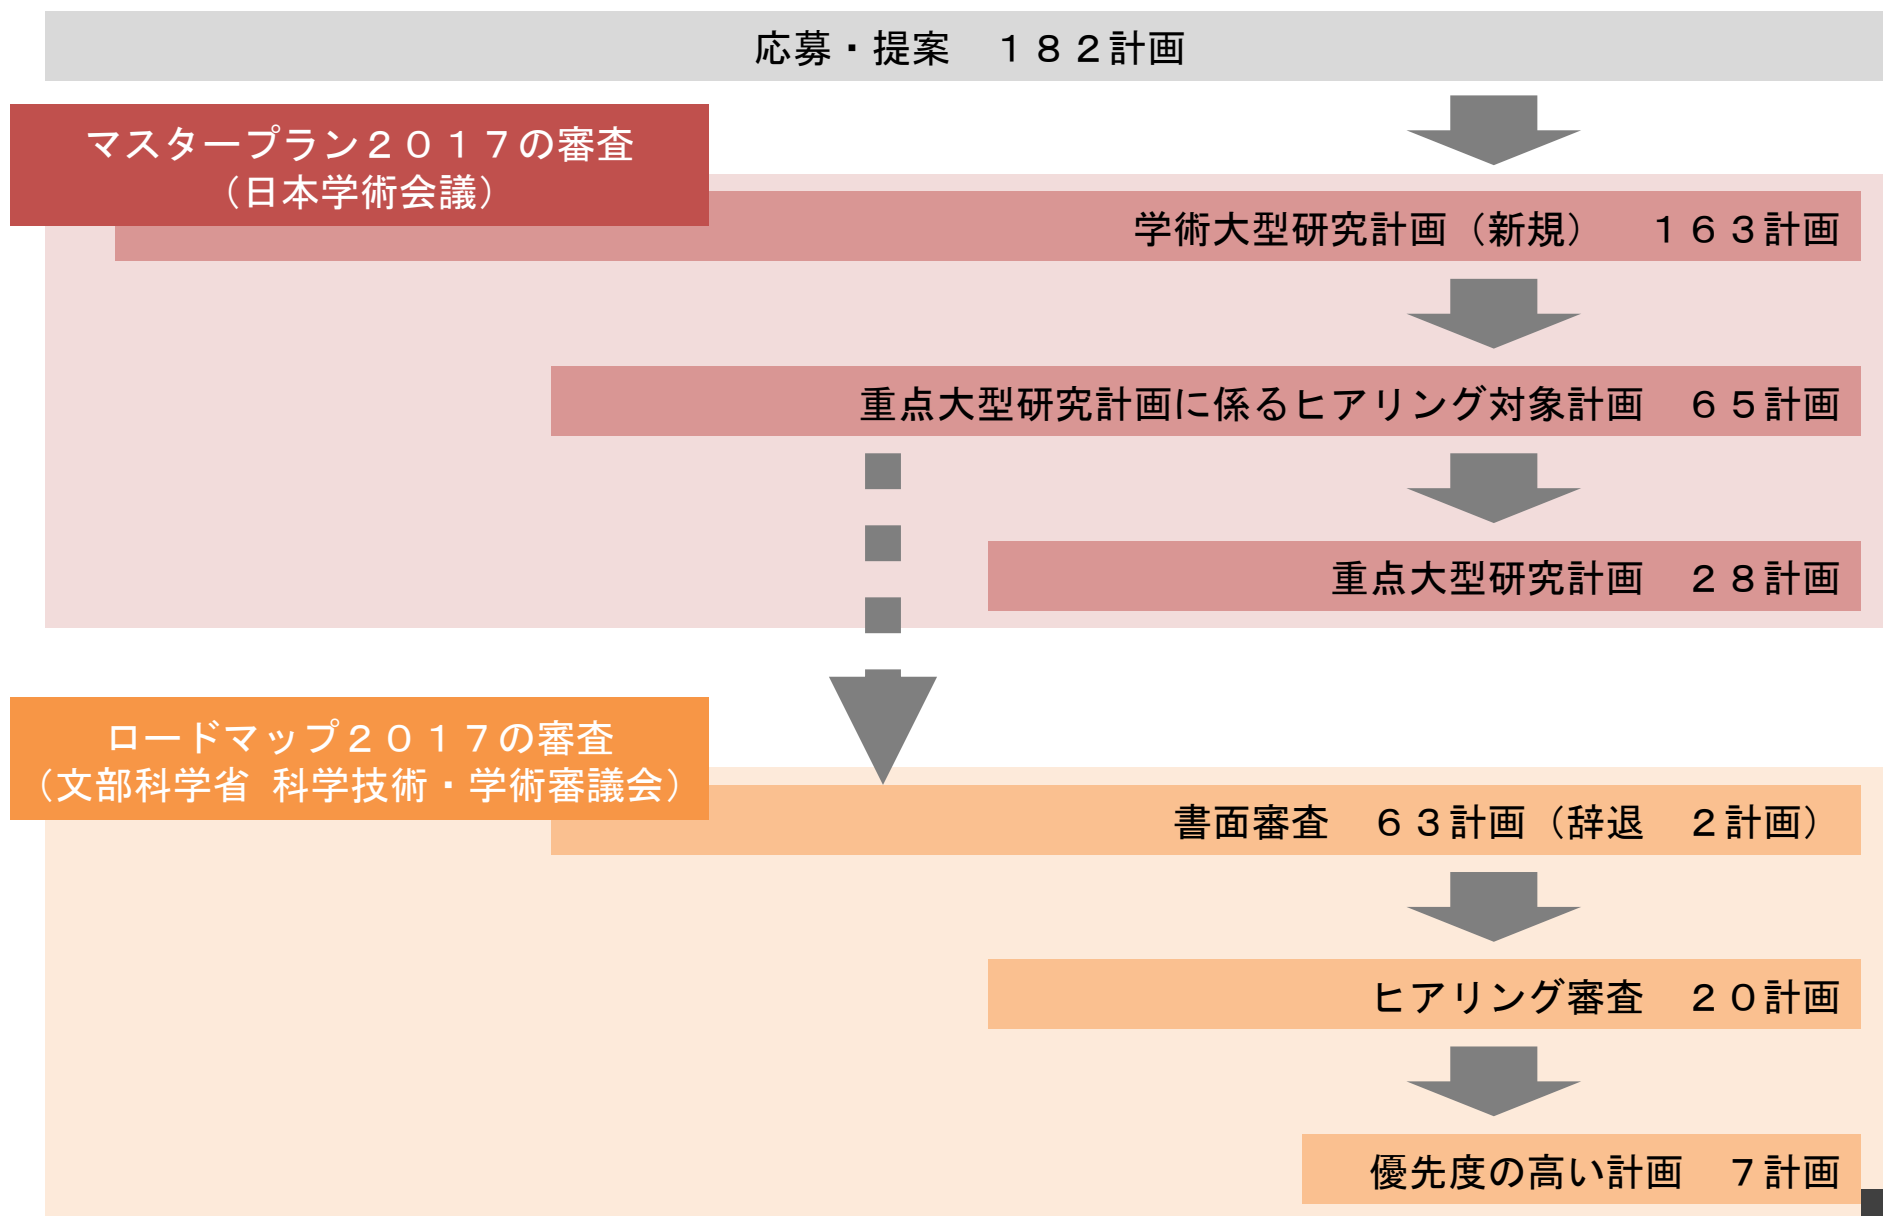 応募・提案　１８２計画
マスタープラン２０１７の審査
（日本学術会議）
学術大型研究計画（新規）　１６３計画
重点大型研究計画に係るヒアリング対象計画　６５計画
重点大型研究計画　２８計画
ロードマップ２０１７の審査
（文部科学省 科学技術・学術審議会）
書面審査　６３計画（辞退　２計画）
ヒアリング審査　２０計画
優先度の高い計画　７計画